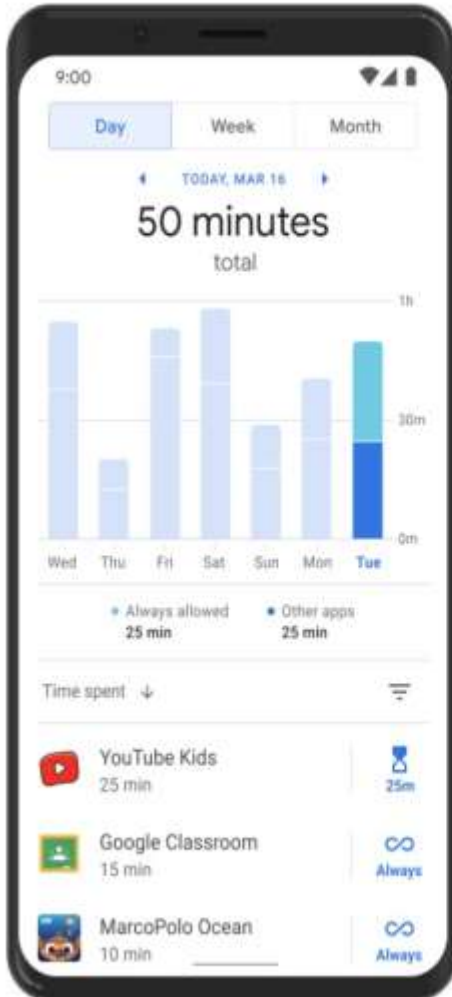 9:00
Day Week Month
TODAY, MAR 16
50 minutes
total
1h
30m
0m
Wed Thu Fri Sat Sun Mon Tue
Always allowed Other apps
25 min 25 min
Time spent
YouTube Kids
25 min 25m
Google Classroom
15 min Always
MarcoPolo Ocean
10 min Always